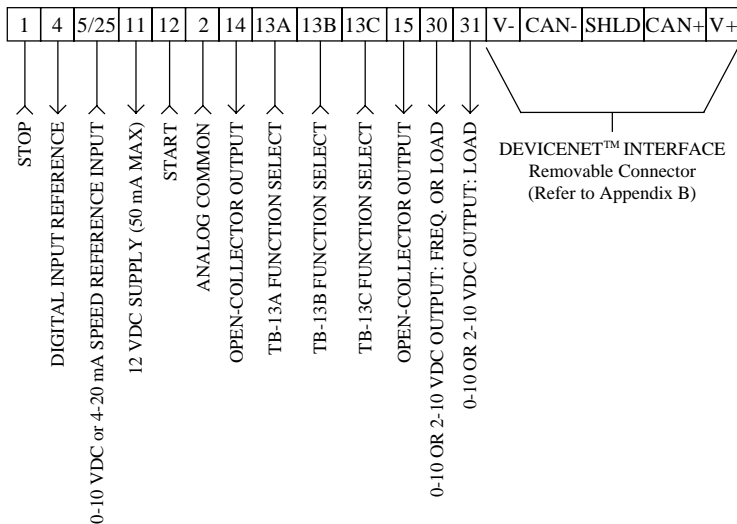 1 4 5/25 11 12 2 14 13A 13B 13C 15 30 31 V- CAN- SHLD CAN+ V+
STOP
DIGITAL INPUT REFERENCE
0-10 VDC or 4-20 mA SPEED REFERENCE INPUT
12 VDC SUPPLY (50 mA MAX)
START
ANALOG COMMON
OPEN-COLLECTOR OUTPUT
TB-13A FUNCTION SELECT
TB-13B FUNCTION SELECT
TB-13C FUNCTION SELECT
OPEN-COLLECTOR OUTPUT
0-10 OR 2-10 VDC OUTPUT: FREQ. OR LOAD
0-10 OR 2-10 VDC OUTPUT: LOAD
DEVICENET™ INTERFACE
Removable Connector
(Refer to Appendix B)